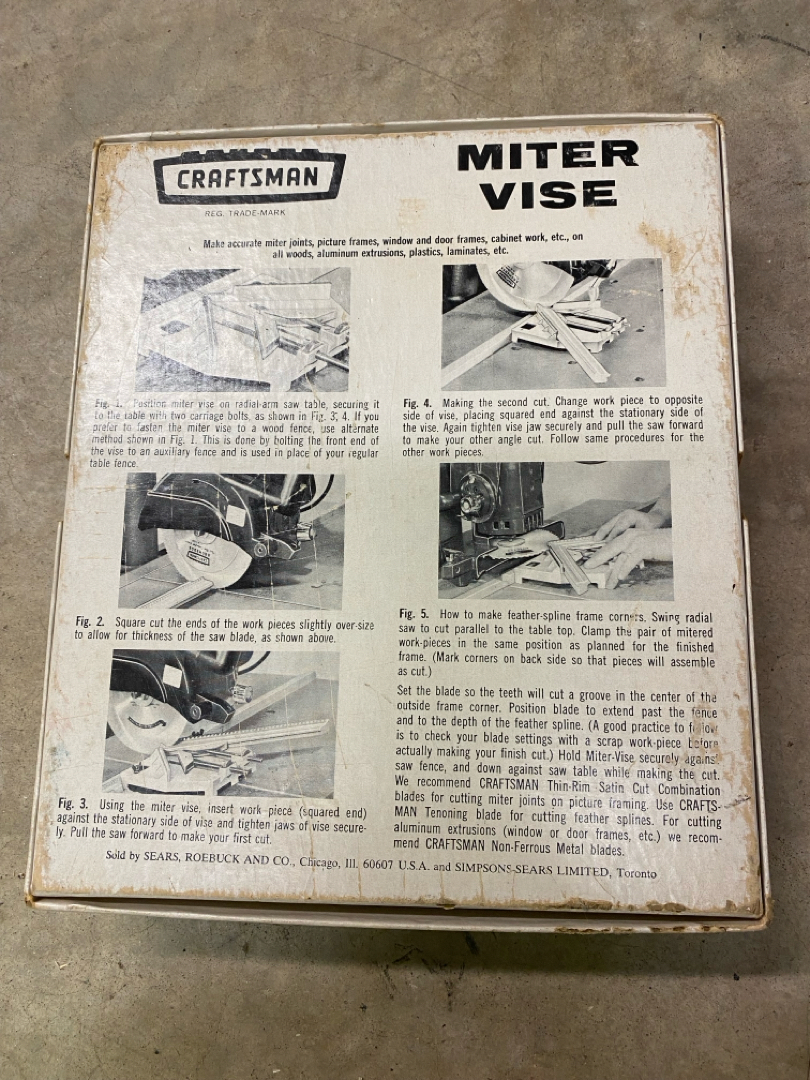 CRAFTSMAN
REG. TRADE-MARK
MITER
VISE
Make accurate miter joints, picture frames, window and door frames, cabinet work, etc., on
all woods, aluminum extrusions, plastics, laminates, etc.
Fig. 1. Position miter vise on radial-arm saw table, securing it
to the table with two carriage bolts, as shown in Fig. 3, 4. If you
prefer to fasten the miter vise to a wood fence, use alternate
method shown in Fig. 1. This is done by bolting the front end of
the vise to an auxiliary fence and is used in place of your regular
table fence.
Fig. 2. Square cut the ends of the work pieces slightly over-size
to allow for thickness of the saw blade, as shown above.
Fig. 3. Using the miter vise, insert work piece (squared end)
against the stationary side of vise and tighten jaws of vise secure-
ly. Pull the saw forward to make your first cut.
Fig. 4. Making the second cut. Change work piece to opposite
side of vise, placing squared end against the stationary side of
the vise. Again tighten vise jaw securely and pull the saw forward
to make your other angle cut. Follow same procedures for the
other work pieces.
Fig. 5. How to make feather-spline frame corners. Swing radial
saw to cut parallel to the table top. Clamp the pair of mitered
work-pieces in the same position as planned for the finished
frame. (Mark corners on back side so that pieces will assemble
as cut.)
Set the blade so the teeth will cut a groove in the center of the
outside frame corner. Position blade to extend past the fence
and to the depth of the feather spline. (A good practice to follow
is to check your blade settings with a scrap work-piece before
actually making your finish cut.) Hold Miter-Vise securely against
saw fence, and down against saw table while making the cut.
We recommend CRAFTSMAN Thin-Rim Satin Cut Combination
blades for cutting miter joints on picture framing. Use CRAFTS-
MAN Tenoning blade for cutting feather splines. For cutting
aluminum extrusions (window or door frames, etc.) we recom-
mend CRAFTSMAN Non-Ferrous Metal blades.
Sold by SEARS, ROEBUCK AND CO., Chicago, Ill. 60607 U.S.A. and SIMPSONS-SEARS LIMITED, Toronto